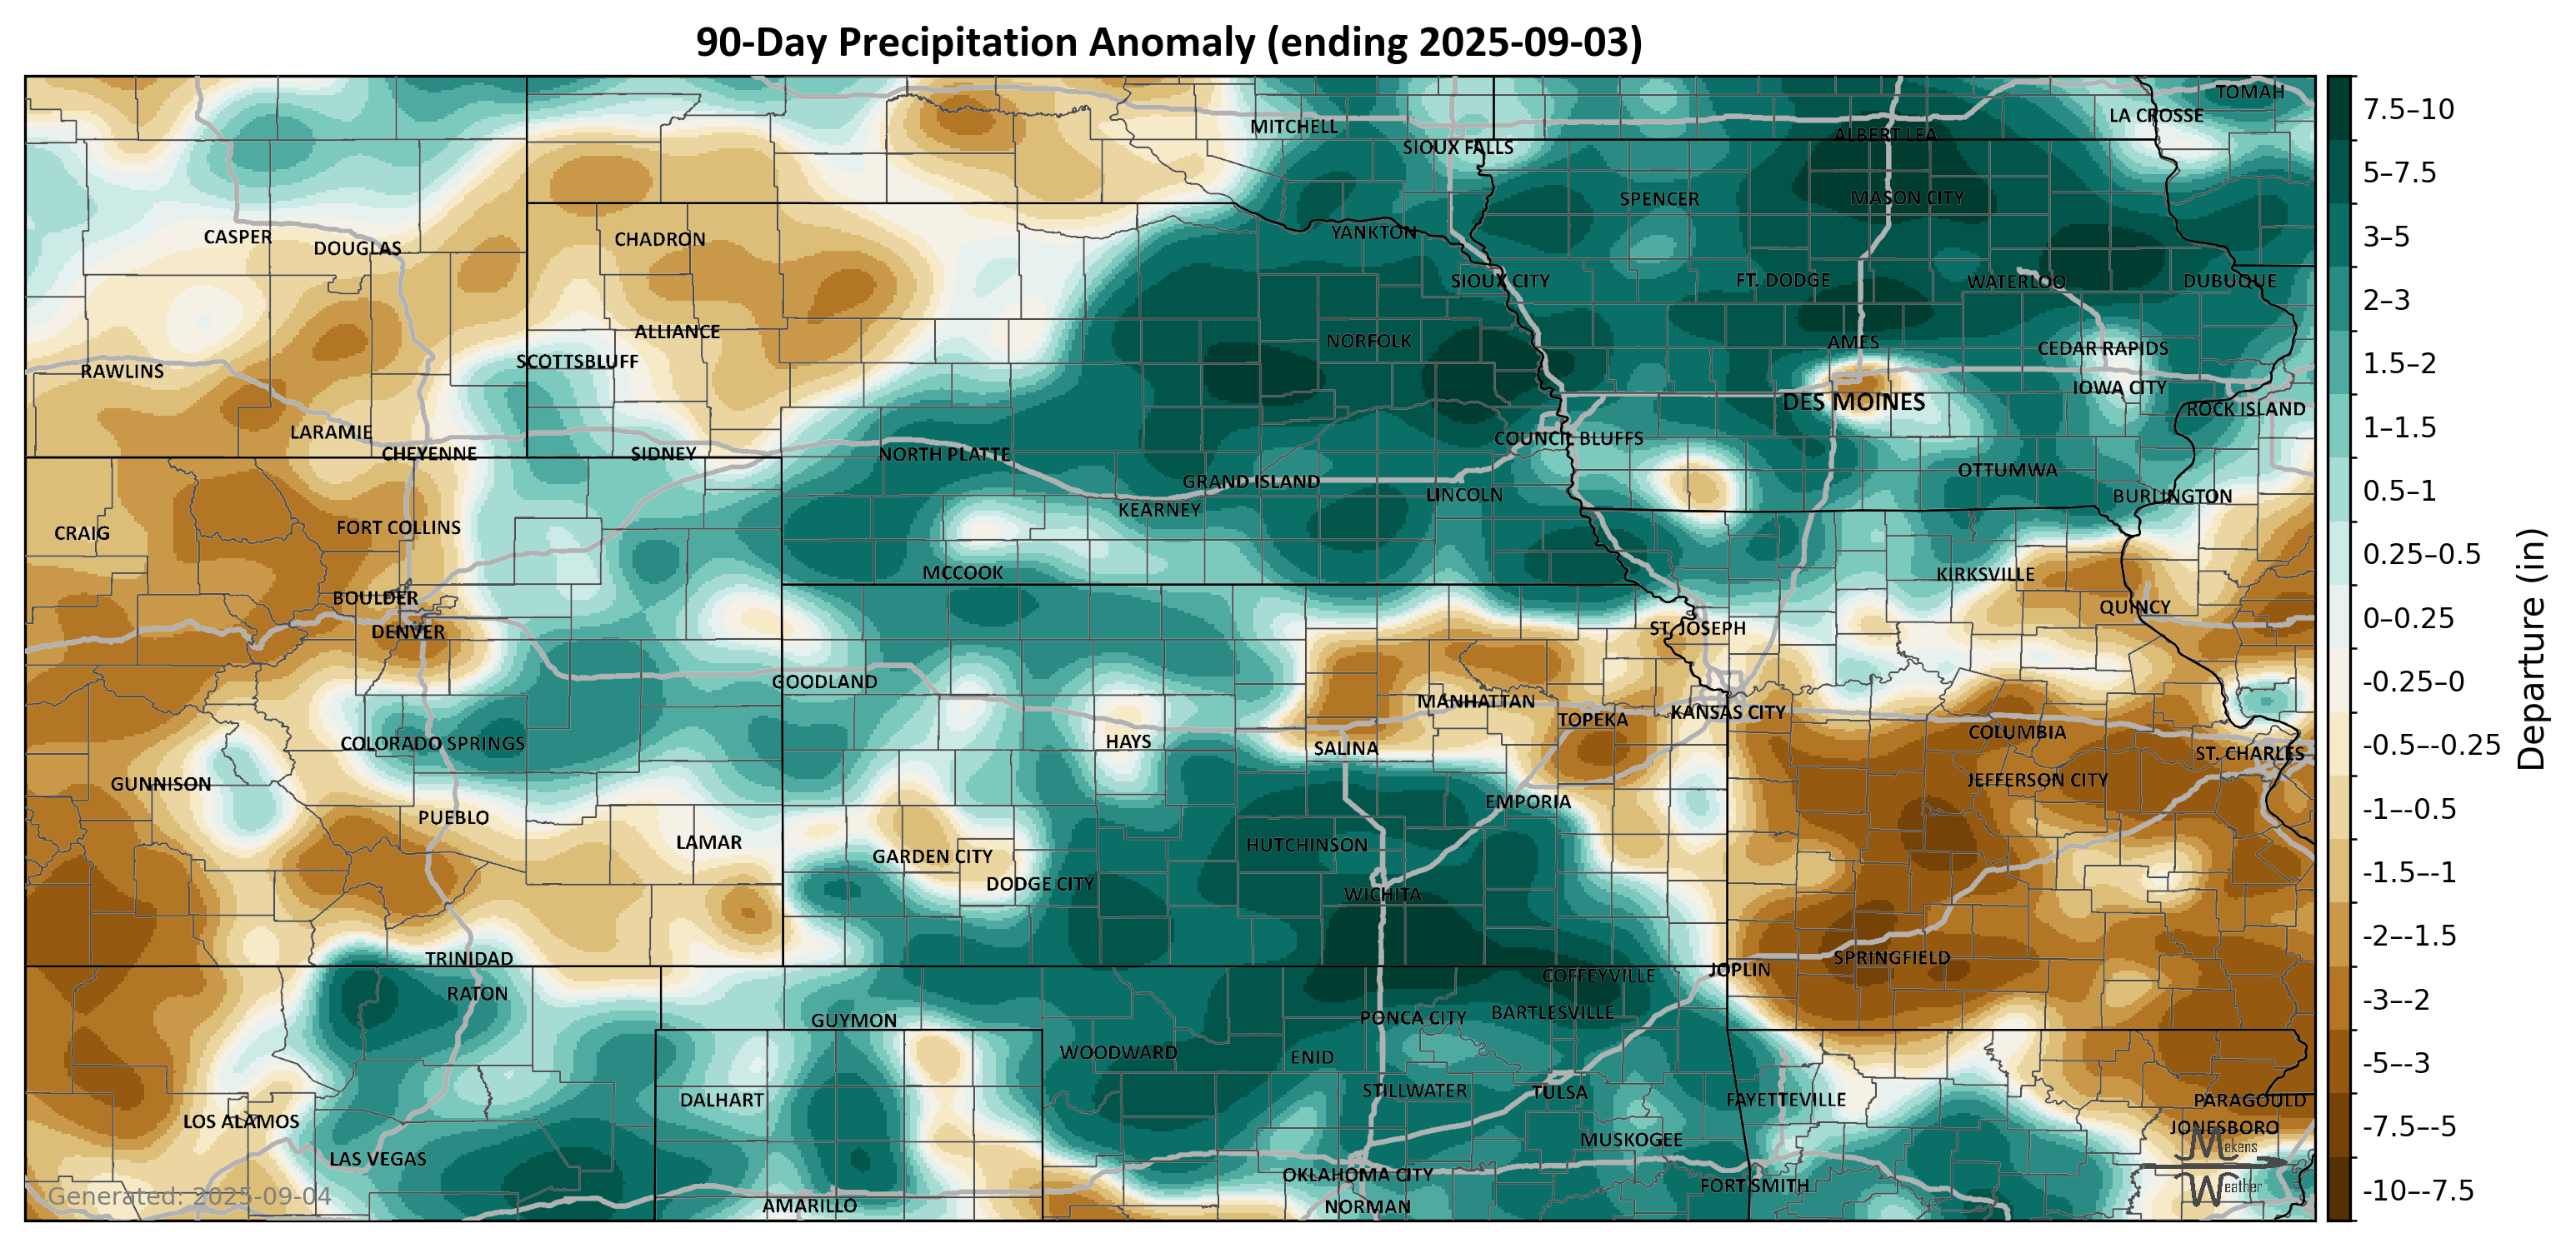 90-Day Precipitation Anomaly (ending 2025-09-03)
TOMAH
LA CROSSE
MITCHELL
ALBERT LEA
SIOUX FALLS
SPENCER
MASON CITY
CASPER
DOUGLAS
CHADRON
YANKTON
SIOUX CITY
FT. DODGE
WATERLOO
DUBUQUE
ALLIANCE
NORFOLK
AMES
CEDAR RAPIDS
SCOTTSBLUFF
RAWLINS
IOWA CITY
DES MOINES
ROCK ISLAND
LARAMIE
COUNCIL BLUFFS
CHEYENNE
SIDNEY
NORTH PLATTE
OTTUMWA
GRAND ISLAND
LINCOLN
BURLINGTON
KEARNEY
CRAIG
FORT COLLINS
MCCOOK
KIRKSVILLE
BOULDER
QUINCY
DENVER
ST. JOSEPH
GOODLAND
MANHATTAN
TOPEKA
KANSAS CITY
COLUMBIA
COLORADO SPRINGS
HAYS
SALINA
ST. CHARLES
GUNNISON
JEFFERSON CITY
EMPORIA
PUEBLO
LAMAR
HUTCHINSON
GARDEN CITY
DODGE CITY
WICHITA
TRINIDAD
SPRINGFIELD
JOPLIN
COFFEYVILLE
RATON
BARTLESVILLE
GUYMON
PONCA CITY
WOODWARD
ENID
STILLWATER
TULSA
DALHART
FAYETTEVILLE
PARAGOULD
LOS ALAMOS
JONESBORO
MUSKOGEE
LAS VEGAS
OKLAHOMA CITY
FORT SMITH
AMARILLO
NORMAN
Generated: 2025-09-04
Makens
Weather
7.5–10
5–7.5
3–5
2–3
1.5–2
1–1.5
0.5–1
0.25–0.5
0–0.25
-0.25–0
-0.5–-0.25
-1–-0.5
-1.5–-1
-2–-1.5
-3–-2
-5–-3
-7.5–-5
-10–-7.5
Departure (in)